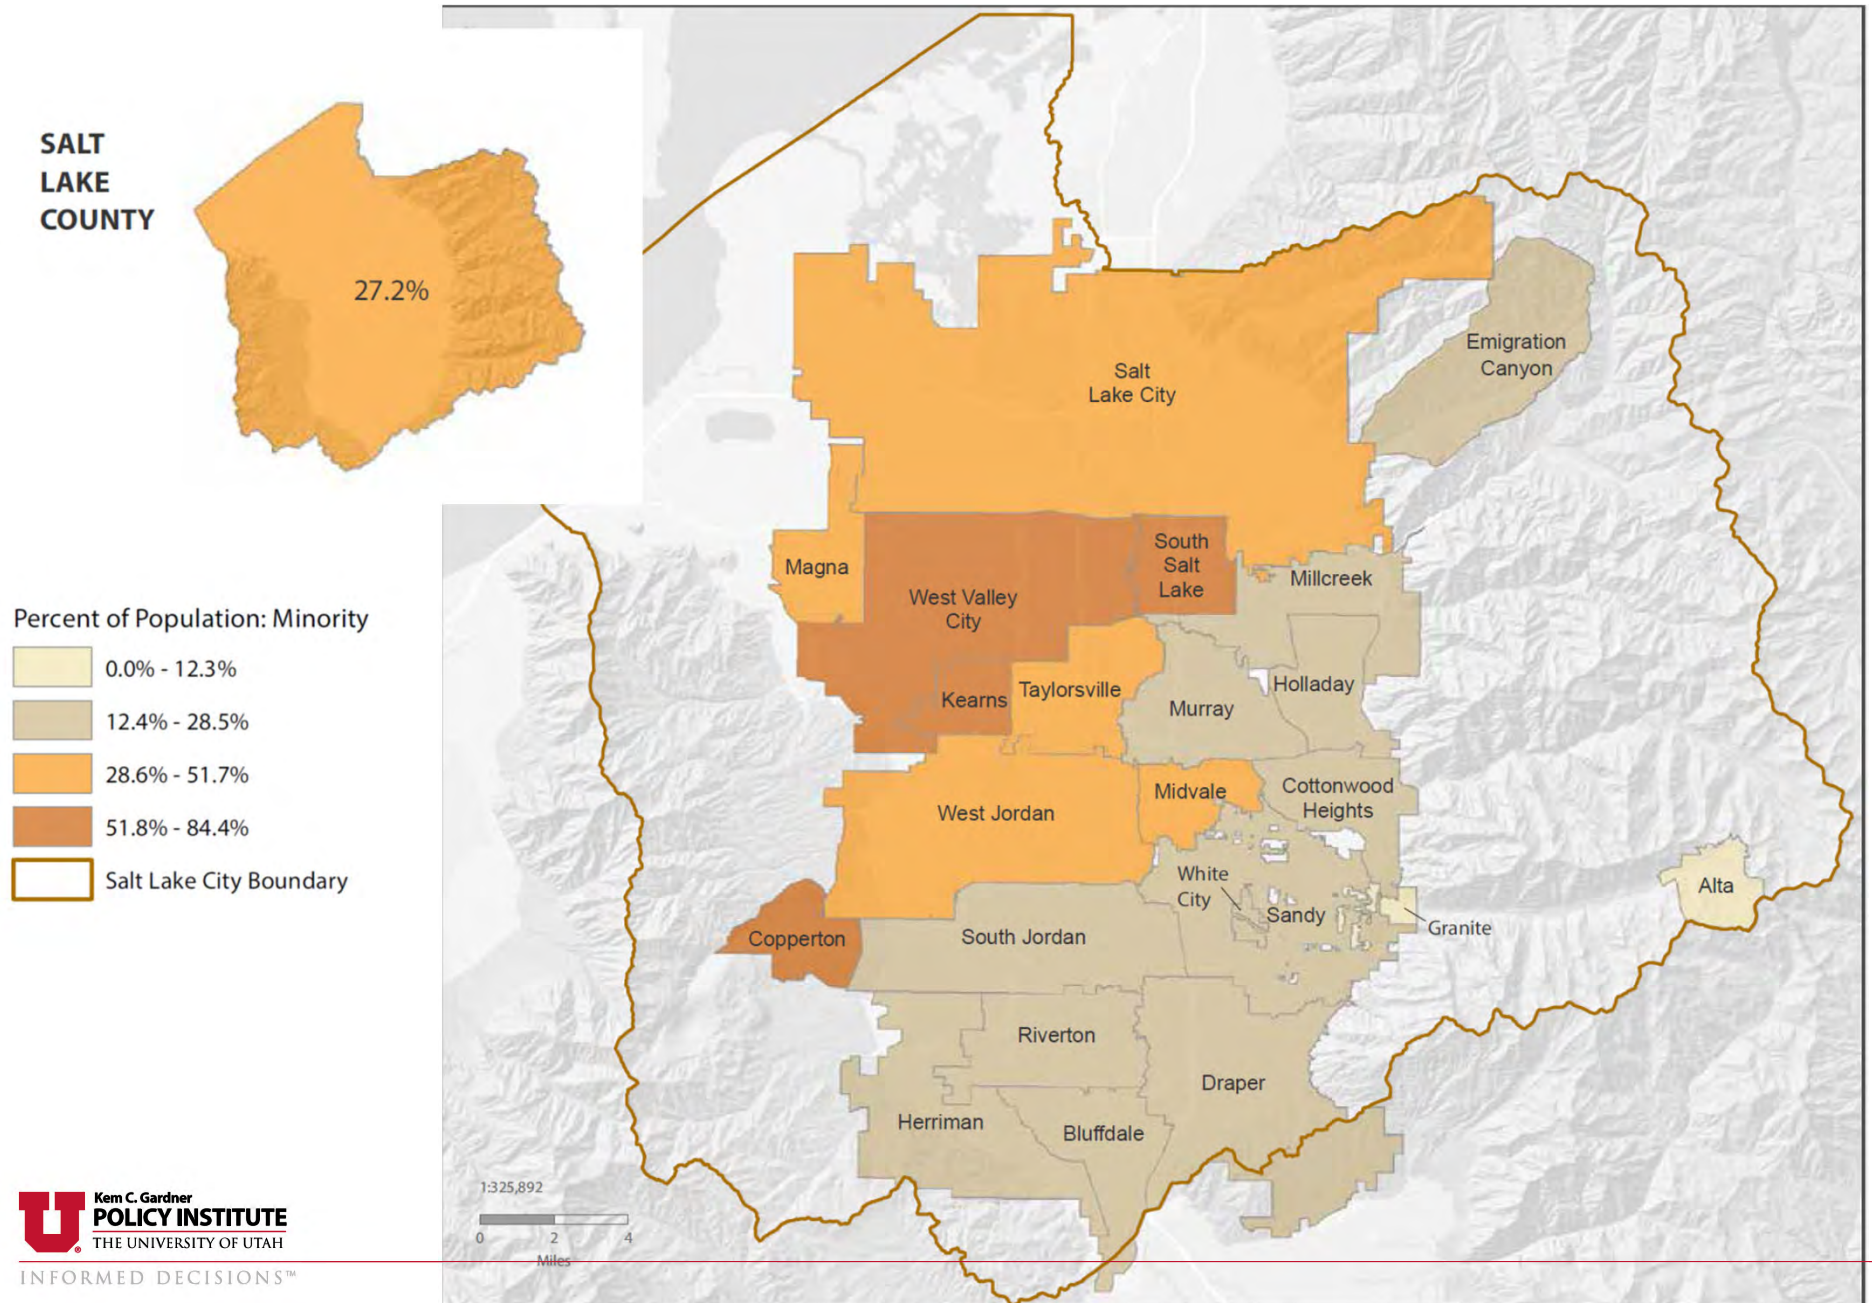 SALT
LAKE
COUNTY
27.2%
Percent of Population: Minority
0.0% - 12.3%
12.4% - 28.5%
28.6% - 51.7%
51.8% - 84.4%
Salt Lake City Boundary
Salt
Lake City
Emigration
Canyon
Magna
West Valley
City
South
Salt
Lake
Millcreek
Kearns
Taylorsville
Murray
Holladay
West Jordan
Midvale
Cottonwood
Heights
White
City
Sandy
Granite
Alta
Copperton
South Jordan
Riverton
Draper
Herriman
Bluffdale
1:325,892
0 2 4
Miles
U
®
Kem C. Gardner
POLICY INSTITUTE
THE UNIVERSITY OF UTAH
INFORMED DECISIONS™